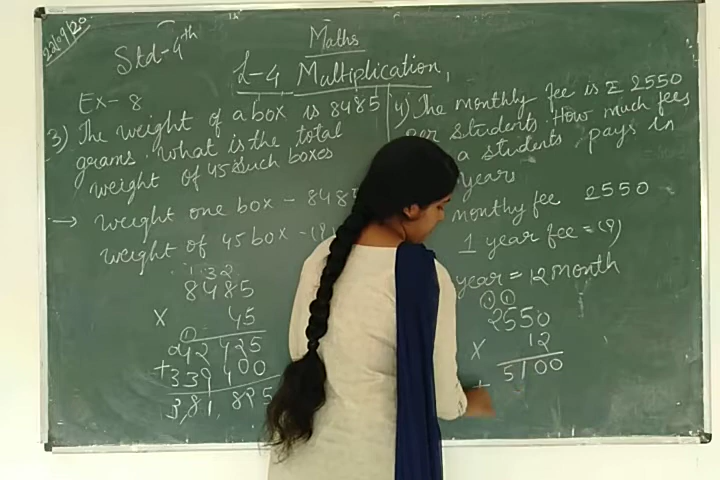 22/09/20
Std-4th
Maths
L-4 Multiplication
Ex-8
3) The weight of a box is 8485
grams. what is the total
weight of 45 such boxes
→ weight one box - 848
weight of 45 box - (?)
1 3 2
8485
X 45
1
42425
+339400
3,81,825
4) The monthly fee is ₹ 2550
per students. How much fees
a students pays in
year
monthy fee 2550
1 year fee = (?)
year = 12 month
1 1
2550
X 12
5100
+